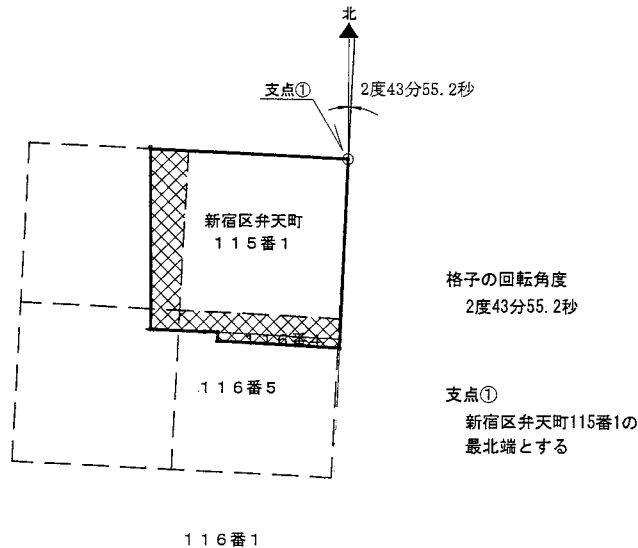 北
支点①
2度43分55.2秒
新宿区弁天町
115番1
格子の回転角度
2度43分55.2秒
116番5
支点①
新宿区弁天町115番1の
最北端とする
116番1